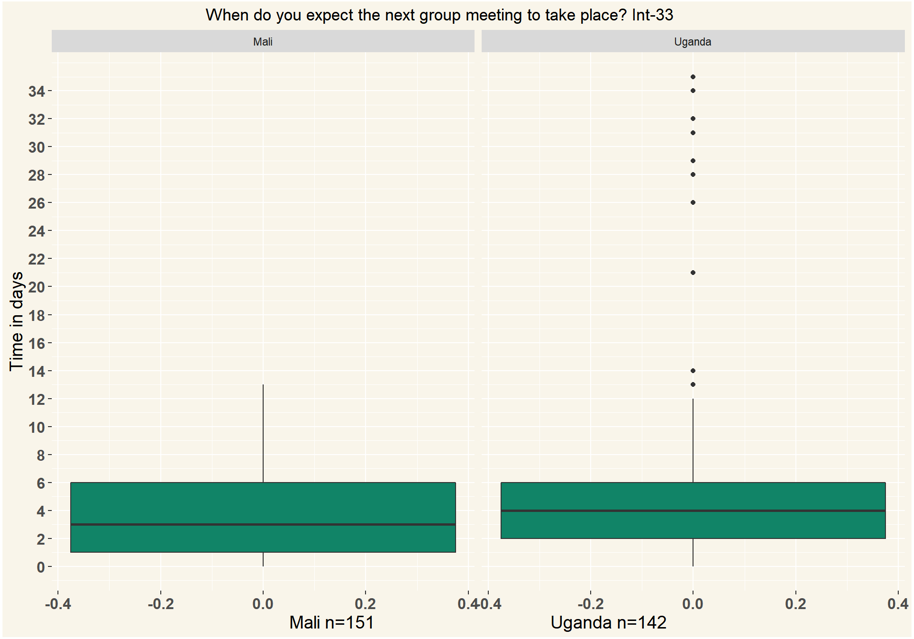 When do you expect the next group meeting to take place? Int-33
Mali
Uganda
Time in days
34
32
30
28
26
24
22
20
18
16
14
12
10
8
6
4
2
0
-0.4 -0.2 0.0 0.2 0.4
-0.4 -0.2 0.0 0.2 0.4
Mali n=151
Uganda n=142